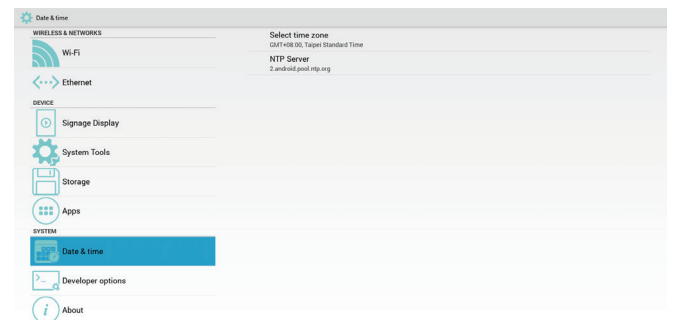 Date & time
WIRELESS & NETWORKS
Wi-Fi
Ethernet
DEVICE
Signage Display
System Tools
Storage
Apps
SYSTEM
Date & time
Developer options
About
Select time zone
GMT+08:00, Taipei Standard Time
NTP Server
2.android.pool.ntp.org